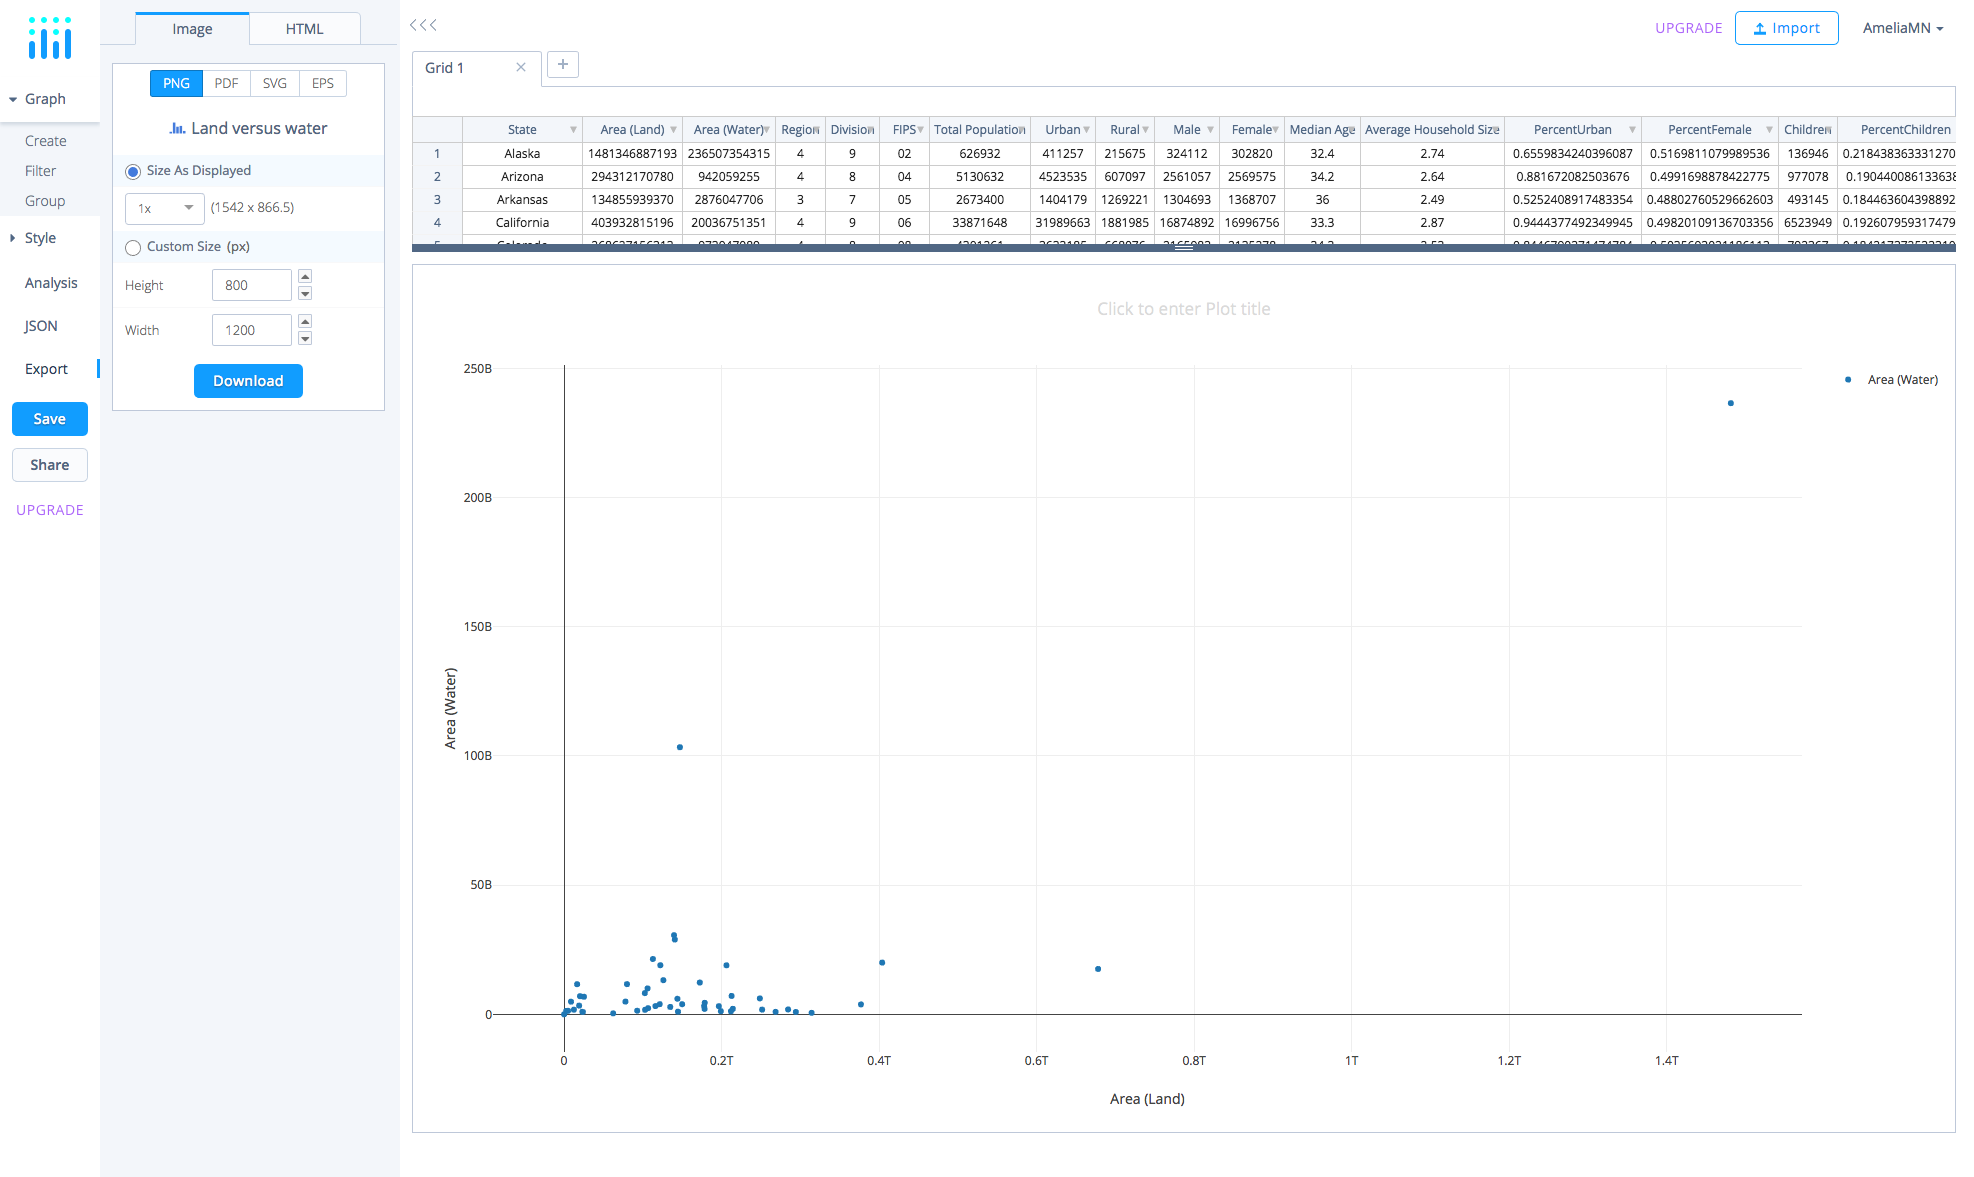 Image
HTML
UPGRADE
Import
AmeliaMN
Graph
Create
Filter
Group
Style
Analysis
JSON
Export
Save
Share
UPGRADE
PNG PDF SVG EPS
Land versus water
Size As Displayed
1x (1542 x 866.5)
Custom Size (px)
Height 800
Width 1200
Download
Grid 1
State Area (Land) Area (Water) Region Division FIPS Total Population Urban Rural Male Female Median Age Average Household Size PercentUrban PercentFemale Children PercentChildren
1 Alaska 1481346887193 236507354315 4 9 02 626932 411257 215675 324112 302820 32.4 2.74 0.6559834240396087 0.5169811079989536 136946 0.218438363331270
2 Arizona 294312170780 942059255 4 8 04 5130632 4523535 607097 2561057 2569575 34.2 2.64 0.881672082503676 0.4991698878422775 977078 0.190440086133638
3 Arkansas 134855939370 2876047706 3 7 05 2673400 1404179 1269221 1304693 1368707 36 2.49 0.5252408917483354 0.48802760529662603 493145 0.184463604398892
4 California 403932815196 20036751351 4 9 06 33871648 31989663 1881985 16874892 16996756 33.3 2.87 0.9444377492349945 0.49820109136703356 6523949 0.192607959317479
Click to enter Plot title
250B
200B
150B
100B
50B
0
Area (Water)
0 0.2T 0.4T 0.6T 0.8T 1T 1.2T 1.4T
Area (Land)
Area (Water)